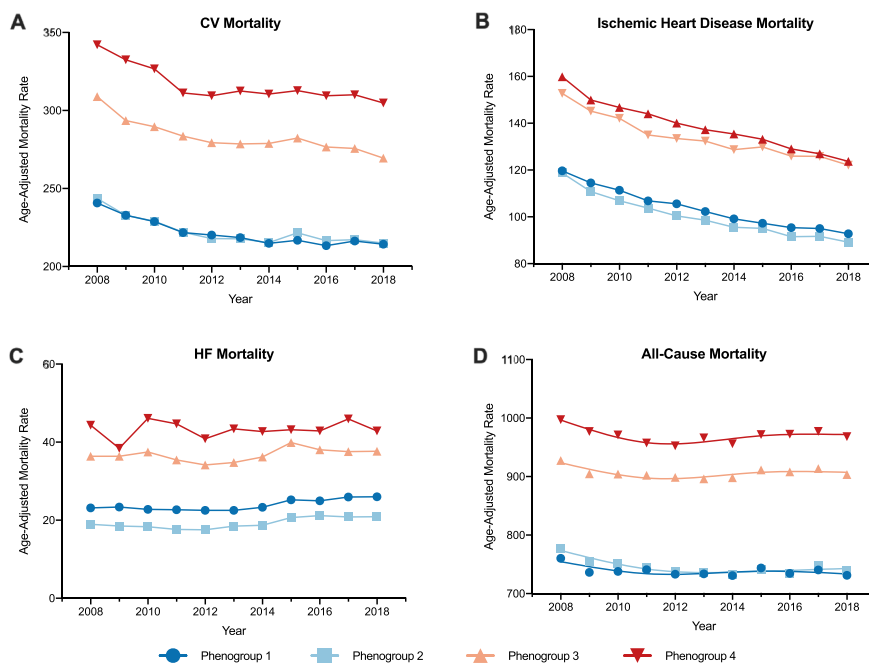 A
CV Mortality
Age-Adjusted Mortality Rate
350
300
250
200
2008 2010 2012 2014 2016 2018
Year
B
Ischemic Heart Disease Mortality
Age-Adjusted Mortality Rate
180
160
140
120
100
80
2008 2010 2012 2014 2016 2018
Year
C
HF Mortality
Age-Adjusted Mortality Rate
60
40
20
0
2008 2010 2012 2014 2016 2018
Year
D
All-Cause Mortality
Age-Adjusted Mortality Rate
1100
1000
900
800
700
2008 2010 2012 2014 2016 2018
Year
Phenogroup 1 Phenogroup 2 Phenogroup 3 Phenogroup 4